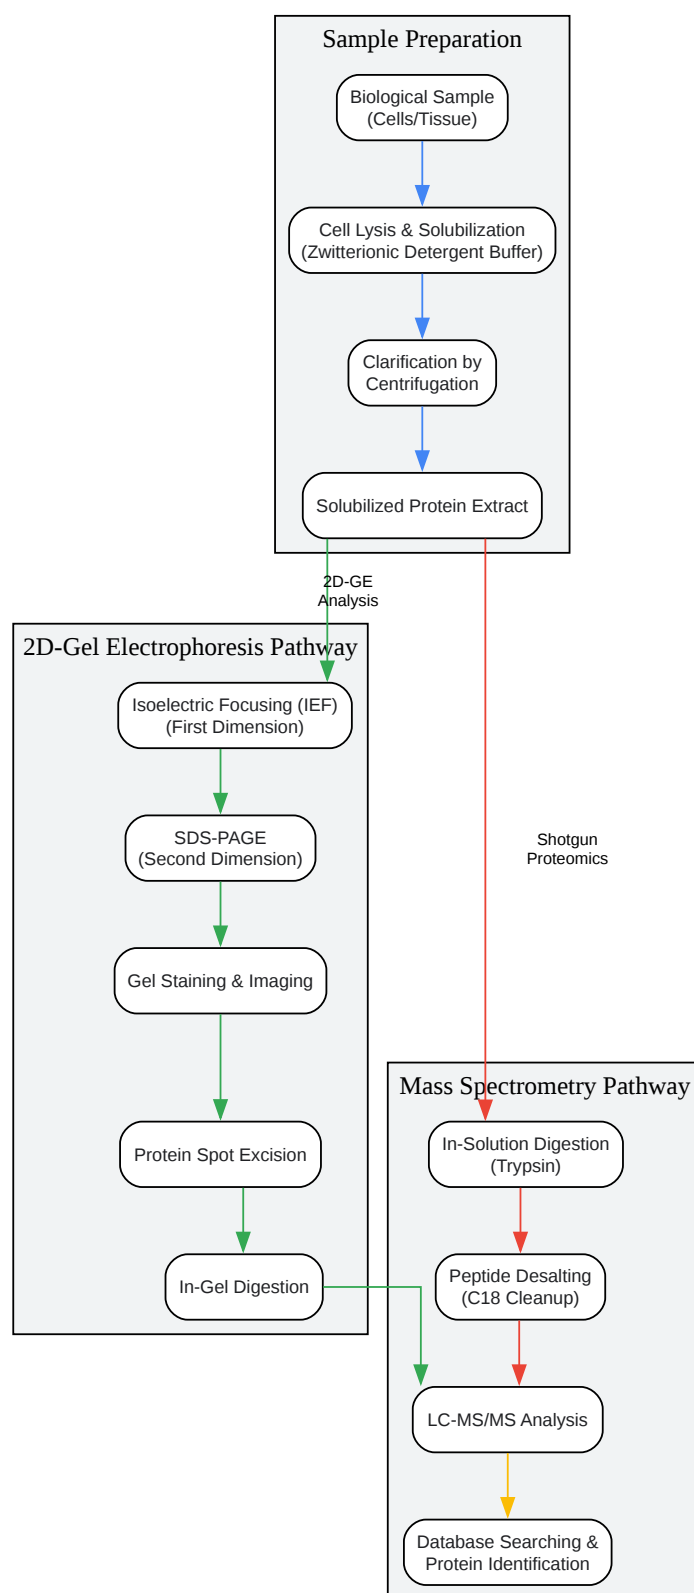 Sample Preparation
Biological Sample
(Cells/Tissue)
Cell Lysis & Solubilization
(Zwitterionic Detergent Buffer)
Clarification by
Centrifugation
Solubilized Protein Extract
2D-GE
Analysis
2D-Gel Electrophoresis Pathway
Isoelectric Focusing (IEF)
(First Dimension)
SDS-PAGE
(Second Dimension)
Gel Staining & Imaging
Protein Spot Excision
In-Gel Digestion
Shotgun
Proteomics
Mass Spectrometry Pathway
In-Solution Digestion
(Trypsin)
Peptide Desalting
(C18 Cleanup)
LC-MS/MS Analysis
Database Searching &
Protein Identification